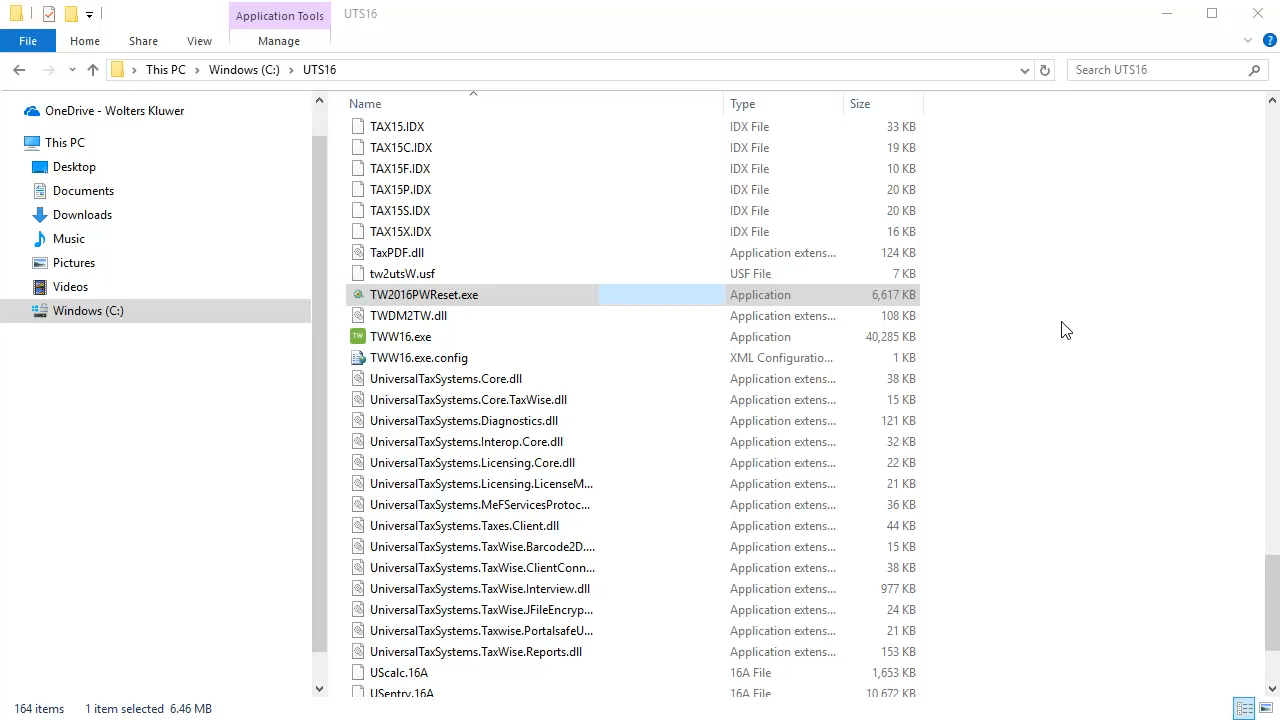 Application Tools
UTS16
File
Home
Share
View
Manage
This PC
Windows (C:)
UTS16
Search UTS16
OneDrive - Wolters Kluwer
This PC
Desktop
Documents
Downloads
Music
Pictures
Videos
Windows (C:)
Name Type Size
TAX15.IDX IDX File 33 KB
TAX15C.IDX IDX File 19 KB
TAX15F.IDX IDX File 10 KB
TAX15P.IDX IDX File 20 KB
TAX15S.IDX IDX File 20 KB
TAX15X.IDX IDX File 16 KB
TaxPDF.dll Application extens... 124 KB
tw2utsW.usf USF File 7 KB
TW2016PWReset.exe Application 6,617 KB
TWDM2TW.dll Application extens... 108 KB
TW TWW16.exe Application 40,285 KB
TWW16.exe.config XML Configuratio... 1 KB
UniversalTaxSystems.Core.dll Application extens... 38 KB
UniversalTaxSystems.Core.TaxWise.dll Application extens... 15 KB
UniversalTaxSystems.Diagnostics.dll Application extens... 121 KB
UniversalTaxSystems.Interop.Core.dll Application extens... 32 KB
UniversalTaxSystems.Licensing.Core.dll Application extens... 22 KB
UniversalTaxSystems.Licensing.LicenseM... Application extens... 21 KB
UniversalTaxSystems.MeFServicesProtoc... Application extens... 36 KB
UniversalTaxSystems.Taxes.Client.dll Application extens... 44 KB
UniversalTaxSystems.TaxWise.Barcode2D.... Application extens... 15 KB
UniversalTaxSystems.TaxWise.ClientConn... Application extens... 38 KB
UniversalTaxSystems.TaxWise.Interview.dll Application extens... 977 KB
UniversalTaxSystems.TaxWise.JFileEncryp... Application extens... 24 KB
UniversalTaxSystems.Taxwise.PortalsafeU... Application extens... 21 KB
UniversalTaxSystems.TaxWise.Reports.dll Application extens... 153 KB
UScalc.16A 16A File 1,653 KB
USentry.16A 16A File 10,672 KB
164 items 1 item selected 6.46 MB